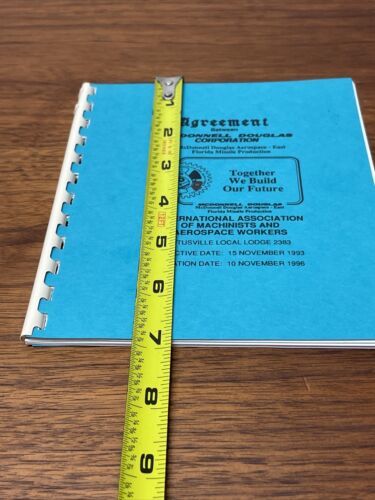 Agreement
Between
DONNELL DOUGLAS
CORPORATION
McDonnell Douglas Aerospace - East
Florida Missile Production
Together
We Build
Our Future
MCDONNELL DOUGLAS
McDonnell Douglas Aerospace - East
Florida Missile Production
ERNATIONAL ASSOCIATION
OF MACHINISTS AND
AEROSPACE WORKERS
TUSVILLE LOCAL LODGE 2383
CTIVE DATE: 15 NOVEMBER 1993
ATION DATE: 10 NOVEMBER 1996
1
2
3
4
5
6
7
8
9